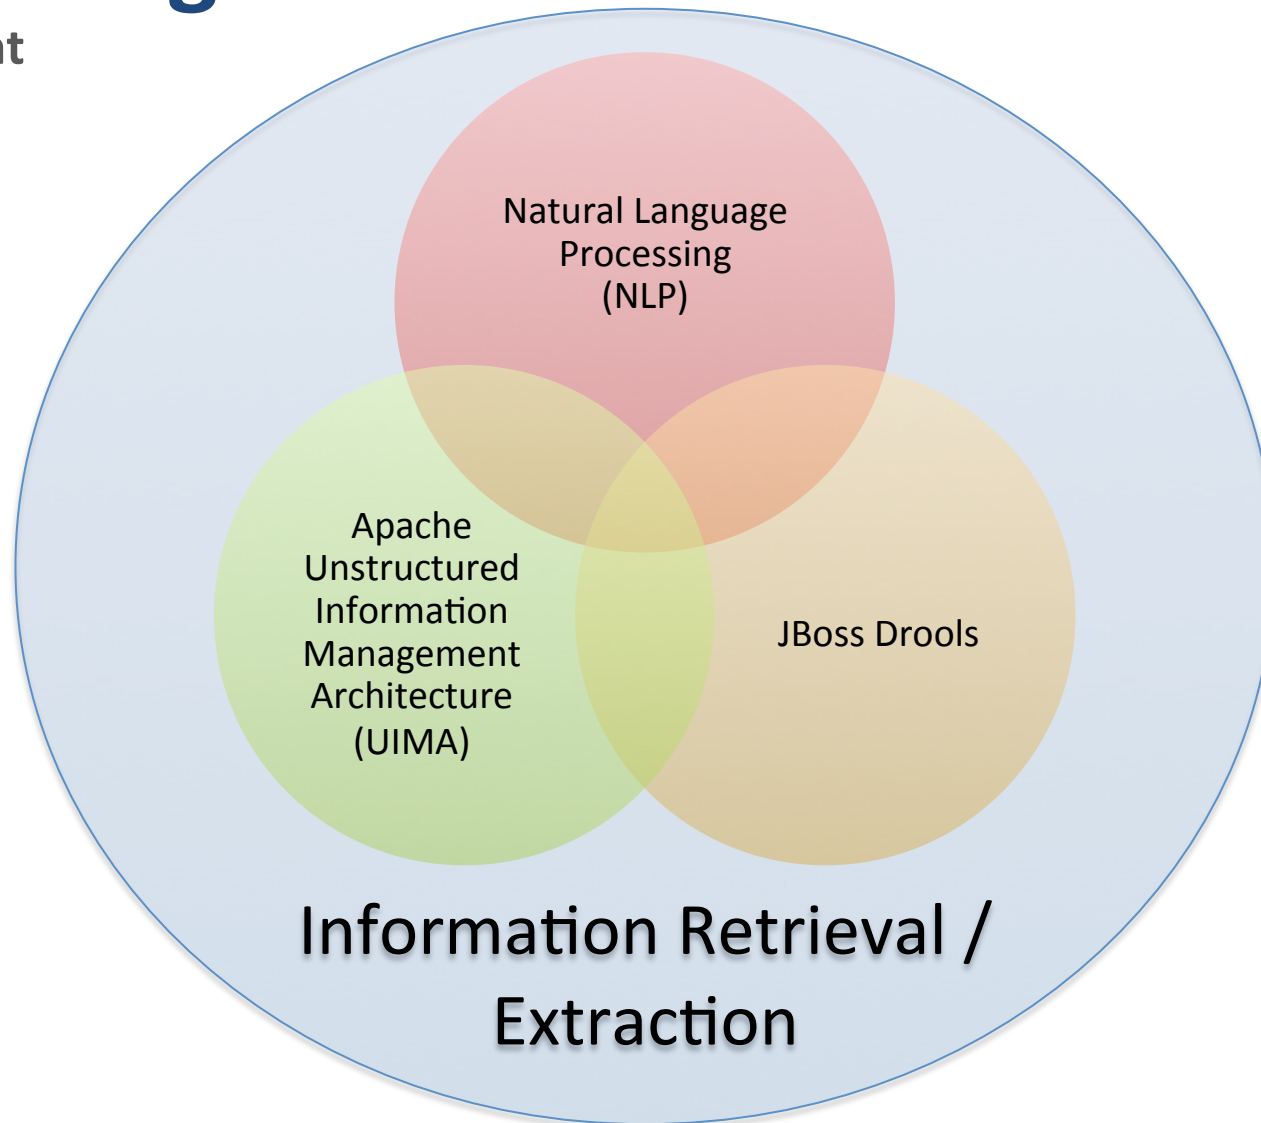 g
nt
Natural Language
Processing
(NLP)
Apache
Unstructured
Information
Management
Architecture
(UIMA)
JBoss Drools
Information Retrieval /
Extraction